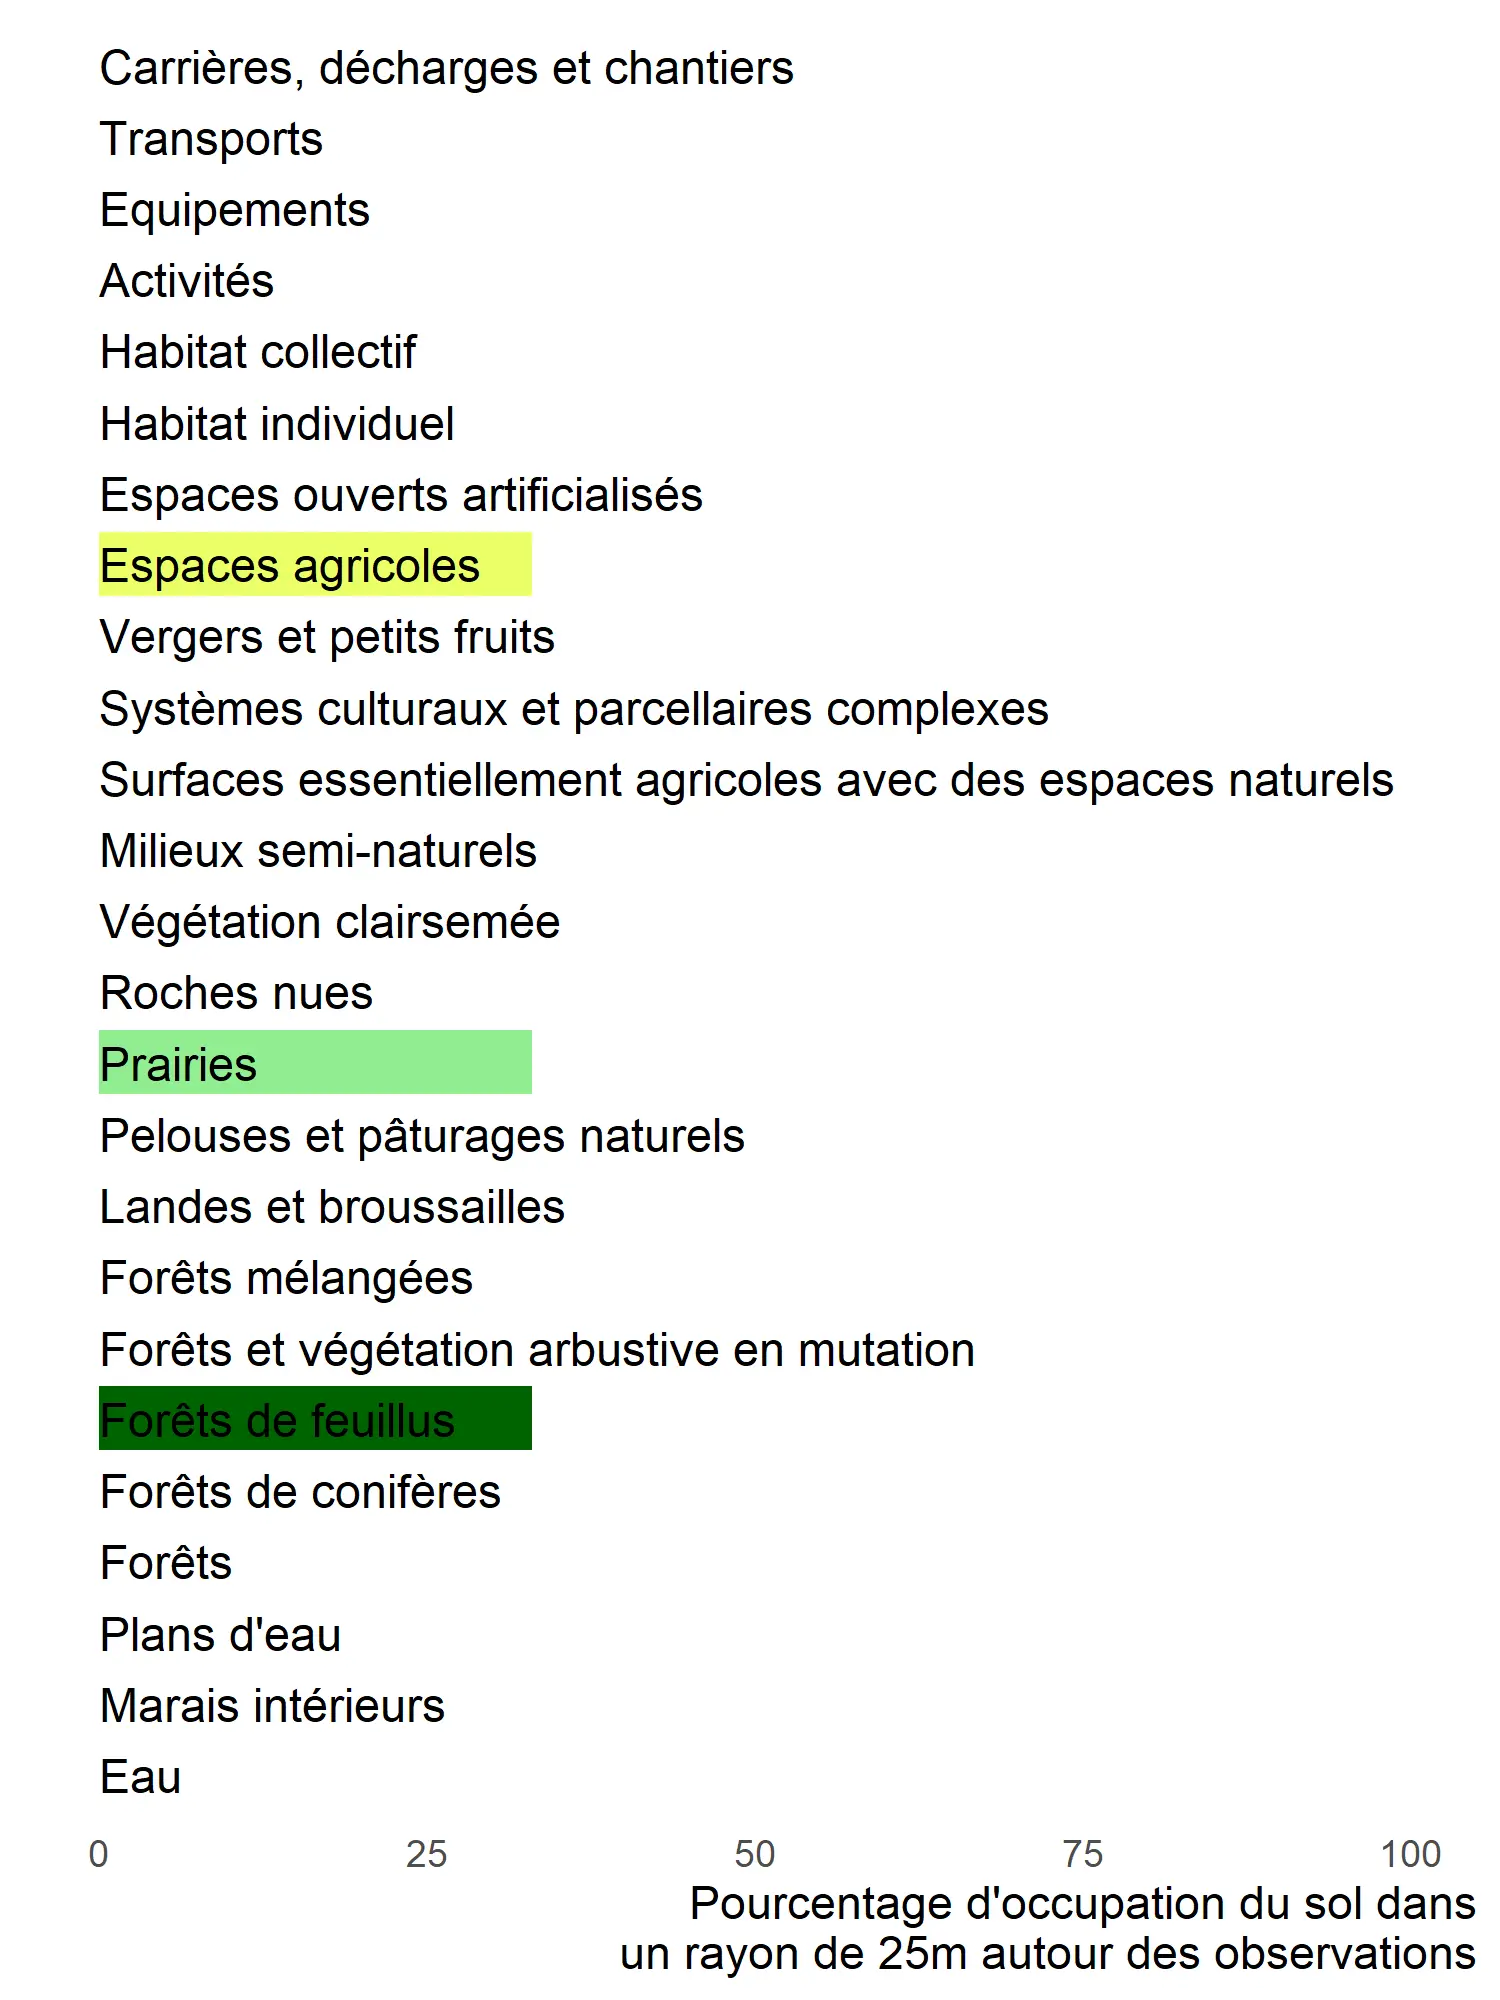 Carrières, décharges et chantiers
Transports
Equipements
Activités
Habitat collectif
Habitat individuel
Espaces ouverts artificialisés
Espaces agricoles
Vergers et petits fruits
Systèmes culturaux et parcellaires complexes
Surfaces essentiellement agricoles avec des espaces naturels
Milieux semi-naturels
Végétation clairsemée
Roches nues
Prairies
Pelouses et pâturages naturels
Landes et broussailles
Forêts mélangées
Forêts et végétation arbustive en mutation
Forêts de feuillus
Forêts de conifères
Forêts
Plans d'eau
Marais intérieurs
Eau
0 25 50 75 100
Pourcentage d'occupation du sol dans
un rayon de 25m autour des observations